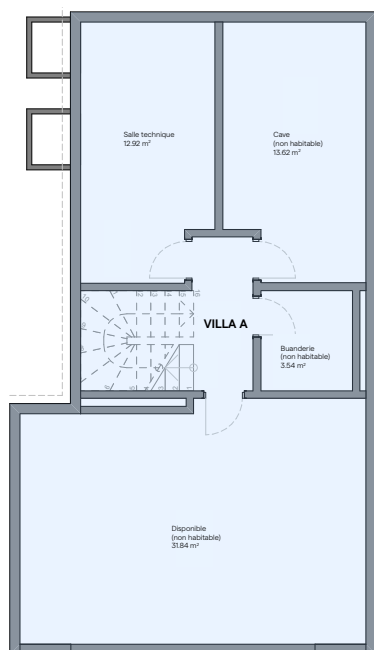 Salle technique
12.92 m²
Cave
(non habitable)
13.62 m²
VILLA A
Buanderie
(non habitable)
3.54 m²
Disponible
(non habitable)
31.84 m²